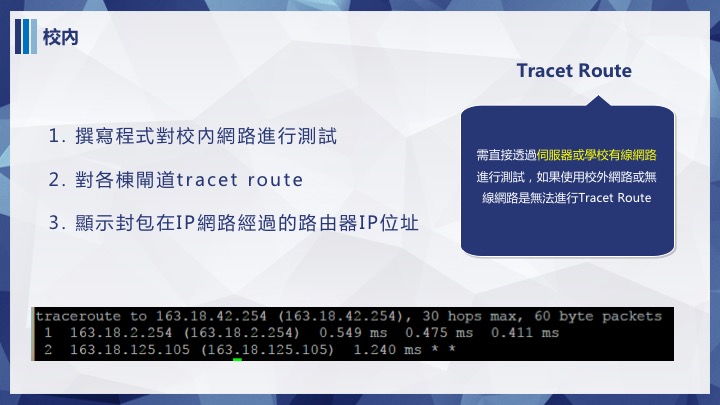 校內
Tracet Route
1. 撰寫程式對校內網路進行測試
2. 對各棟閘道tracet route
3. 顯示封包在IP網路經過的路由器IP位址
需直接透過伺服器或學校有線網路
進行測試，如果使用校外網路或無
線網路是無法進行Tracet Route
traceroute to 163.18.42.254 (163.18.42.254), 30 hops max, 60 byte packets
1  163.18.2.254 (163.18.2.254)  0.549 ms  0.475 ms  0.411 ms
2  163.18.125.105 (163.18.125.105)  1.240 ms * *